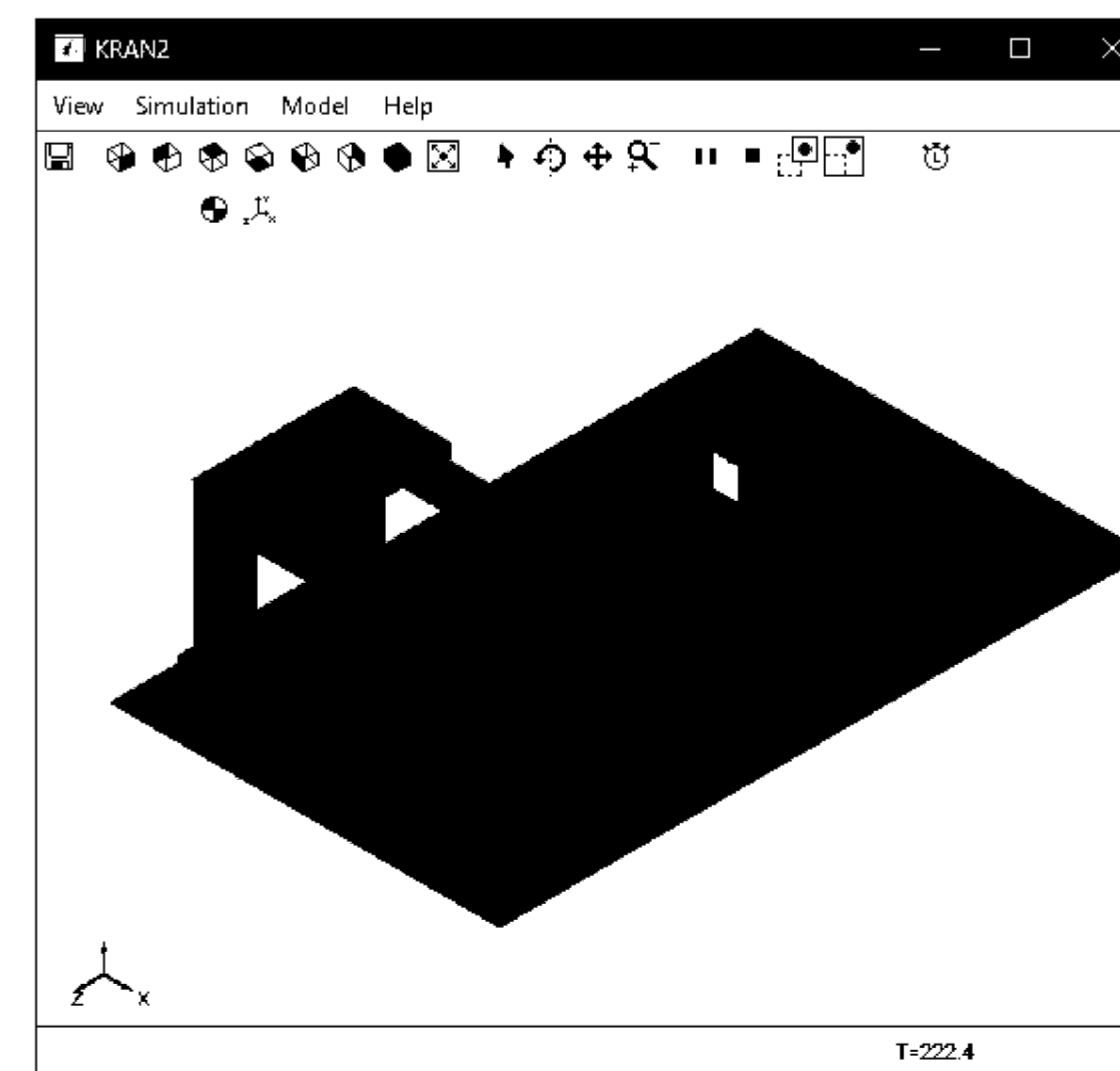 KRAN2
View Simulation Model Help
Y
Z X
Z X
T=222.4